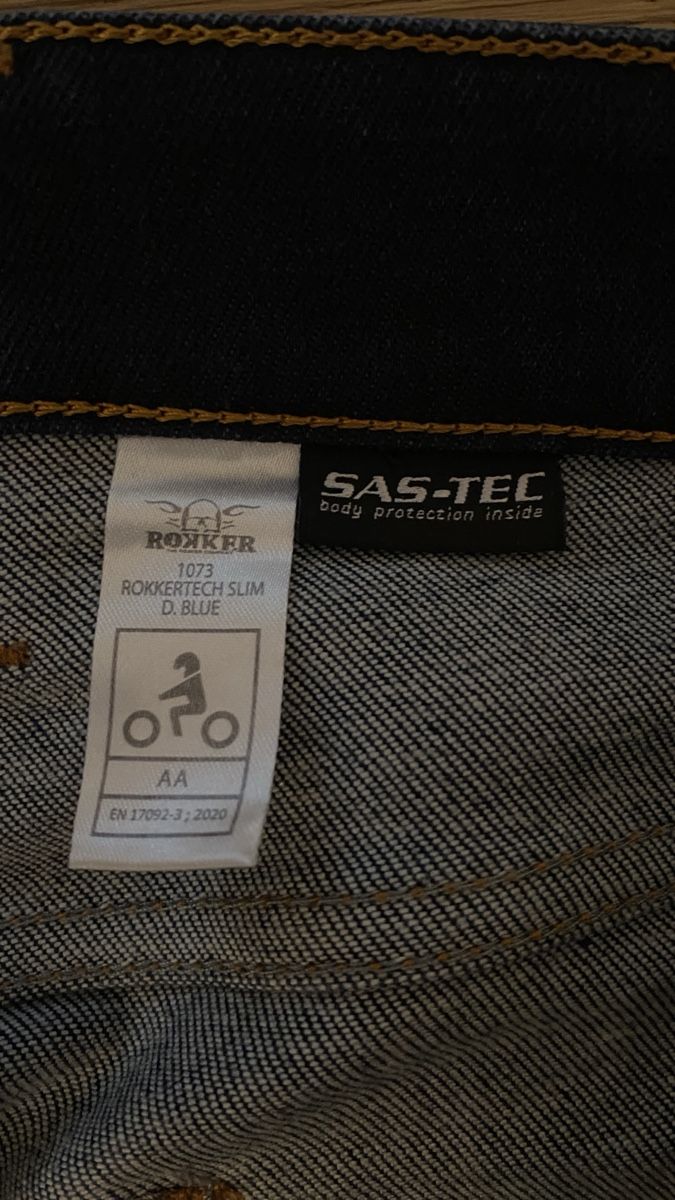 ROKKER
1073
ROKKERTECH SLIM
D. BLUE
AA
EN 17092-3 ; 2020
SAS-TEC
body protection inside